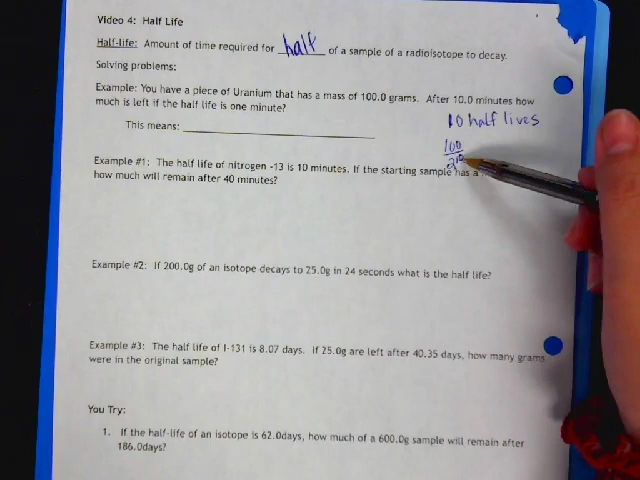 Video 4: Half Life
Half-life: Amount of time required for half of a sample of a radioisotope to decay.
Solving problems:
Example: You have a piece of Uranium that has a mass of 100.0 grams. After 10.0 minutes how
much is left if the half life is one minute?
10 half lives
This means:
100
2^10
Example #1: The half life of nitrogen -13 is 10 minutes. If the starting sample has a
how much will remain after 40 minutes?
Example #2: If 200.0g of an isotope decays to 25.0g in 24 seconds what is the half life?
Example #3: The half life of I-131 is 8.07 days. If 25.0g are left after 40.35 days, how many grams
were in the original sample?
You Try:
1. If the half-life of an isotope is 62.0days, how much of a 600.0g sample will remain after
186.0days?